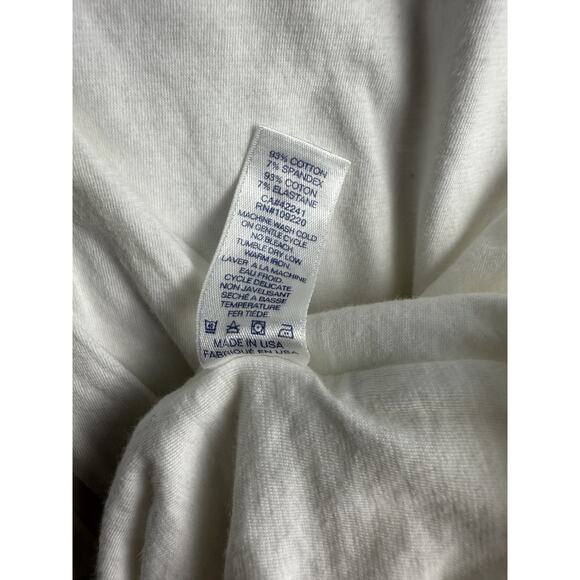 93% COTTON
7% SPANDEX
93% COTON
7% ELASTANE
CA#42241
RN#109220
MACHINE WASH COLD
ON GENTLE CYCLE
NO BLEACH
TUMBLE DRY LOW
WARM IRON.
LAVER A LA MACHINE
EAU FROID.
CYCLE DÉLICATE
NON JAVELISANT
SECHÉ A BASSE
TEMPERATURE
FER TIÈDE.
MADE IN USA
FABRIQUÉ EN USA